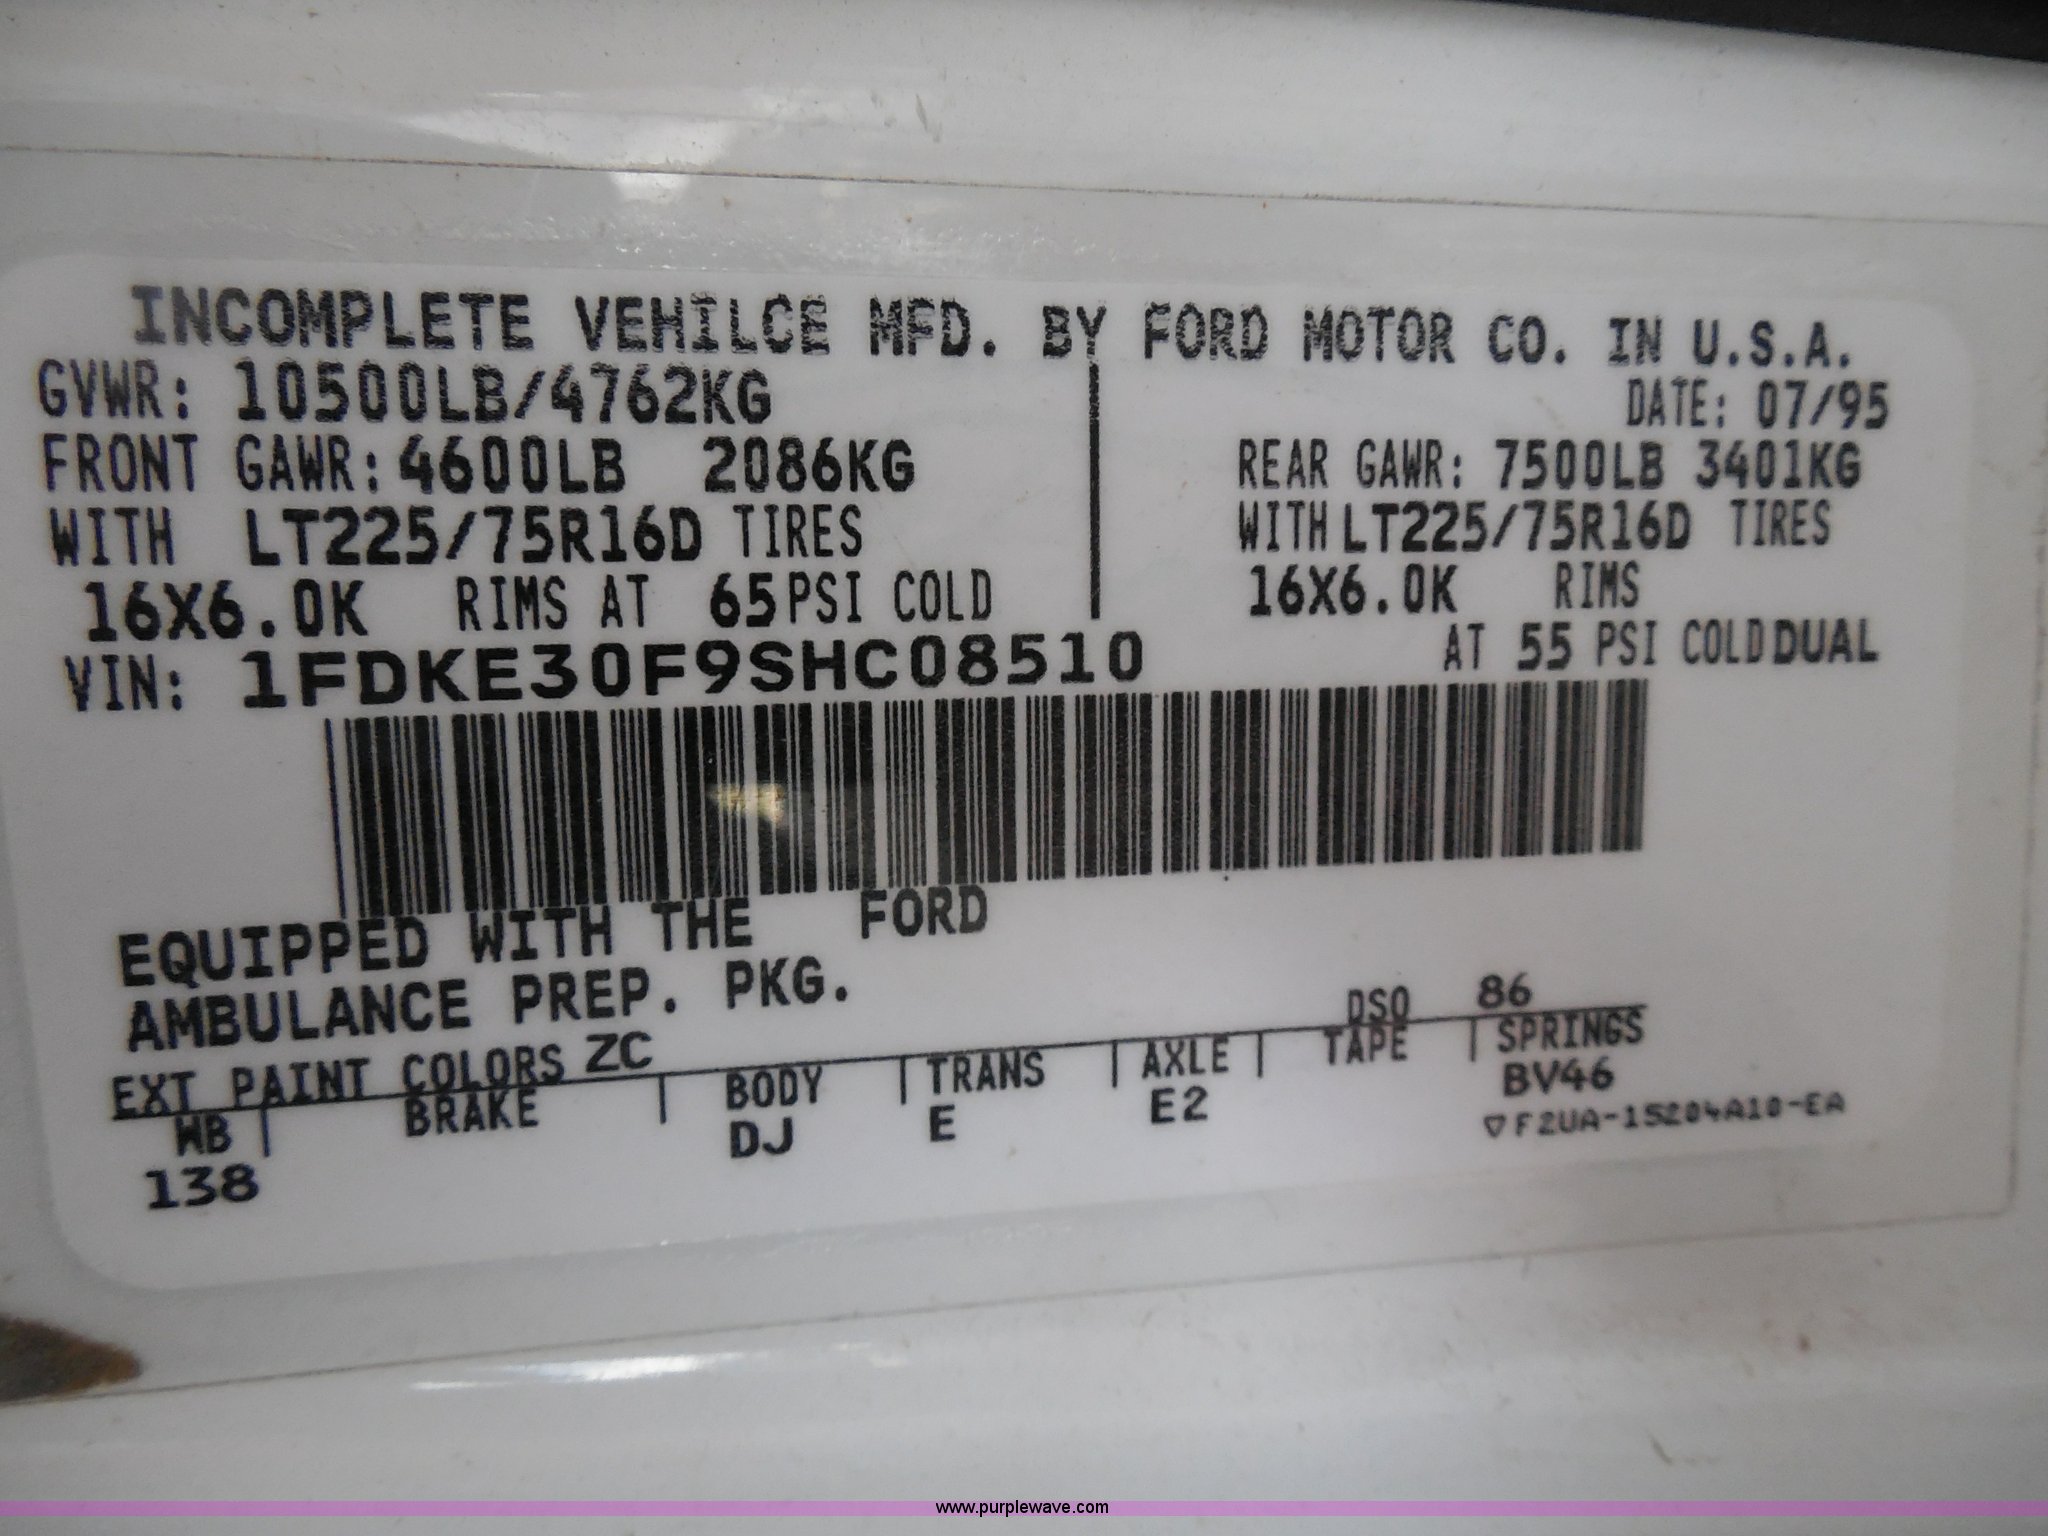 INCOMPLETE VEHILCE MFD. BY FORD MOTOR CO. IN U.S.A.
GVWR: 10500LB/4762KG
DATE: 07/95
FRONT GAWR: 4600LB 2086KG
REAR GAWR: 7500LB 3401KG
WITH LT225/75R16D TIRES
WITH LT225/75R16D TIRES
16X6.0K RIMS AT 65 PSI COLD
16X6.0K RIMS
AT 55 PSI COLD DUAL
VIN: 1FDKE30F9SHC08510
EQUIPPED WITH THE FORD
AMBULANCE PREP. PKG.
EXT PAINT COLORS ZC
DSO 86
WB | BRAKE | BODY | TRANS | AXLE | TAPE | SPRINGS
138 DJ E E2 BV46
▽F2UA-15204A10-EA
www.purplewave.com